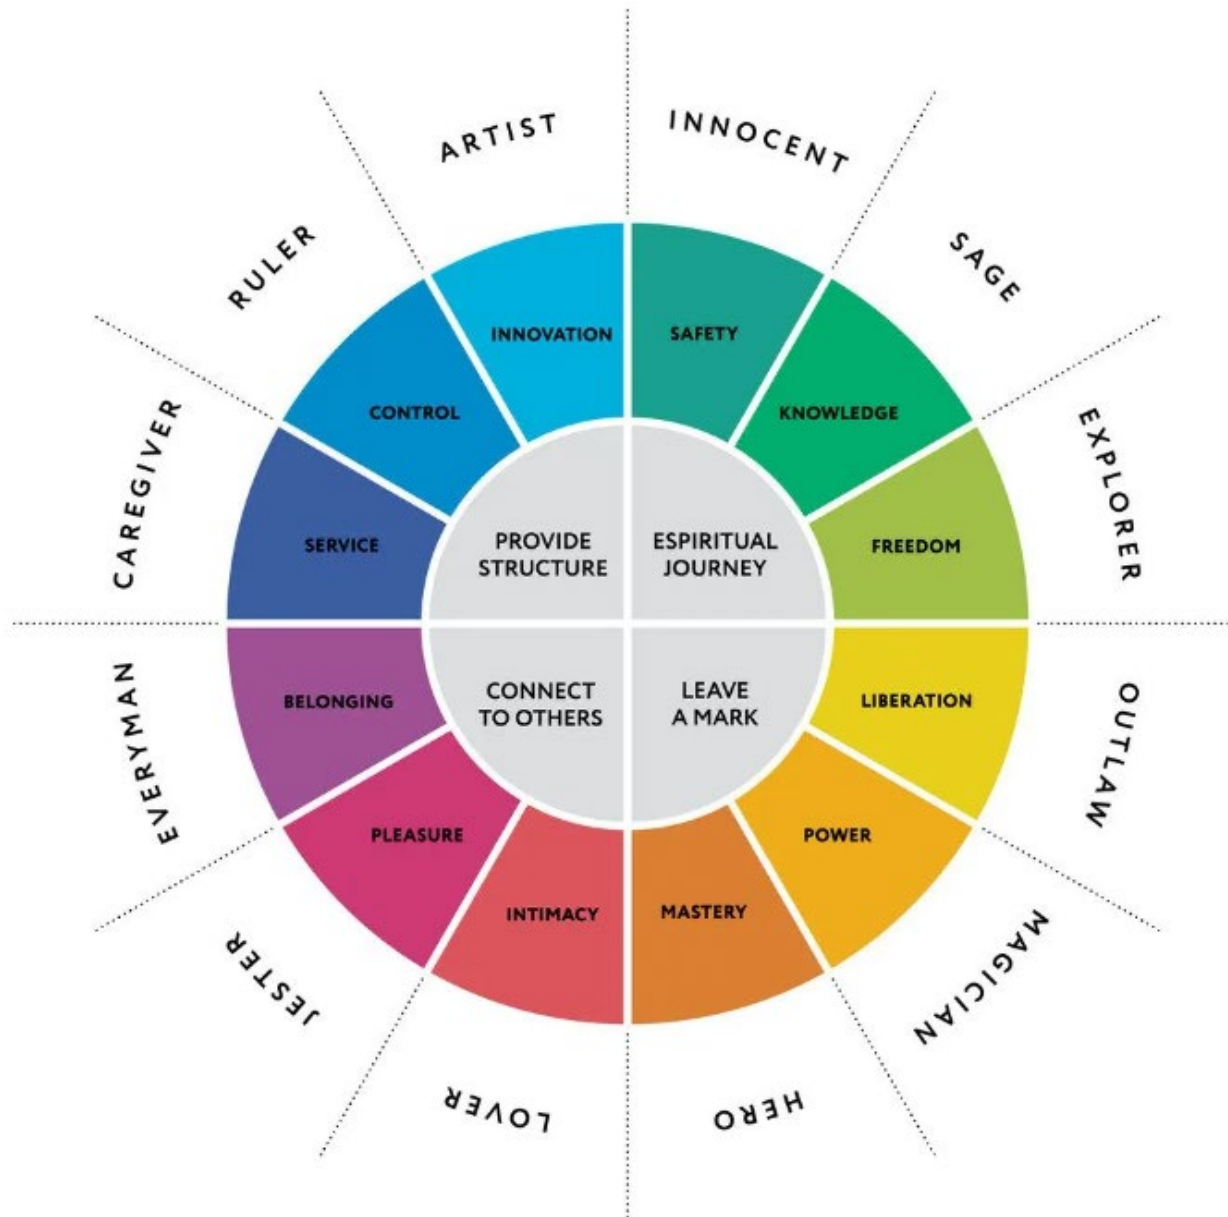 ARTIST
INNOCENT
RULER
SAGE
CAREGIVER
EXPLORER
EVERYMAN
OUTLAW
JESTER
MAGICIAN
LOVER
HERO
INNOVATION
SAFETY
CONTROL
KNOWLEDGE
SERVICE
FREEDOM
BELONGING
LIBERATION
PLEASURE
POWER
INTIMACY
MASTERY
PROVIDE
STRUCTURE
ESPIRITUAL
JOURNEY
CONNECT
TO OTHERS
LEAVE
A MARK